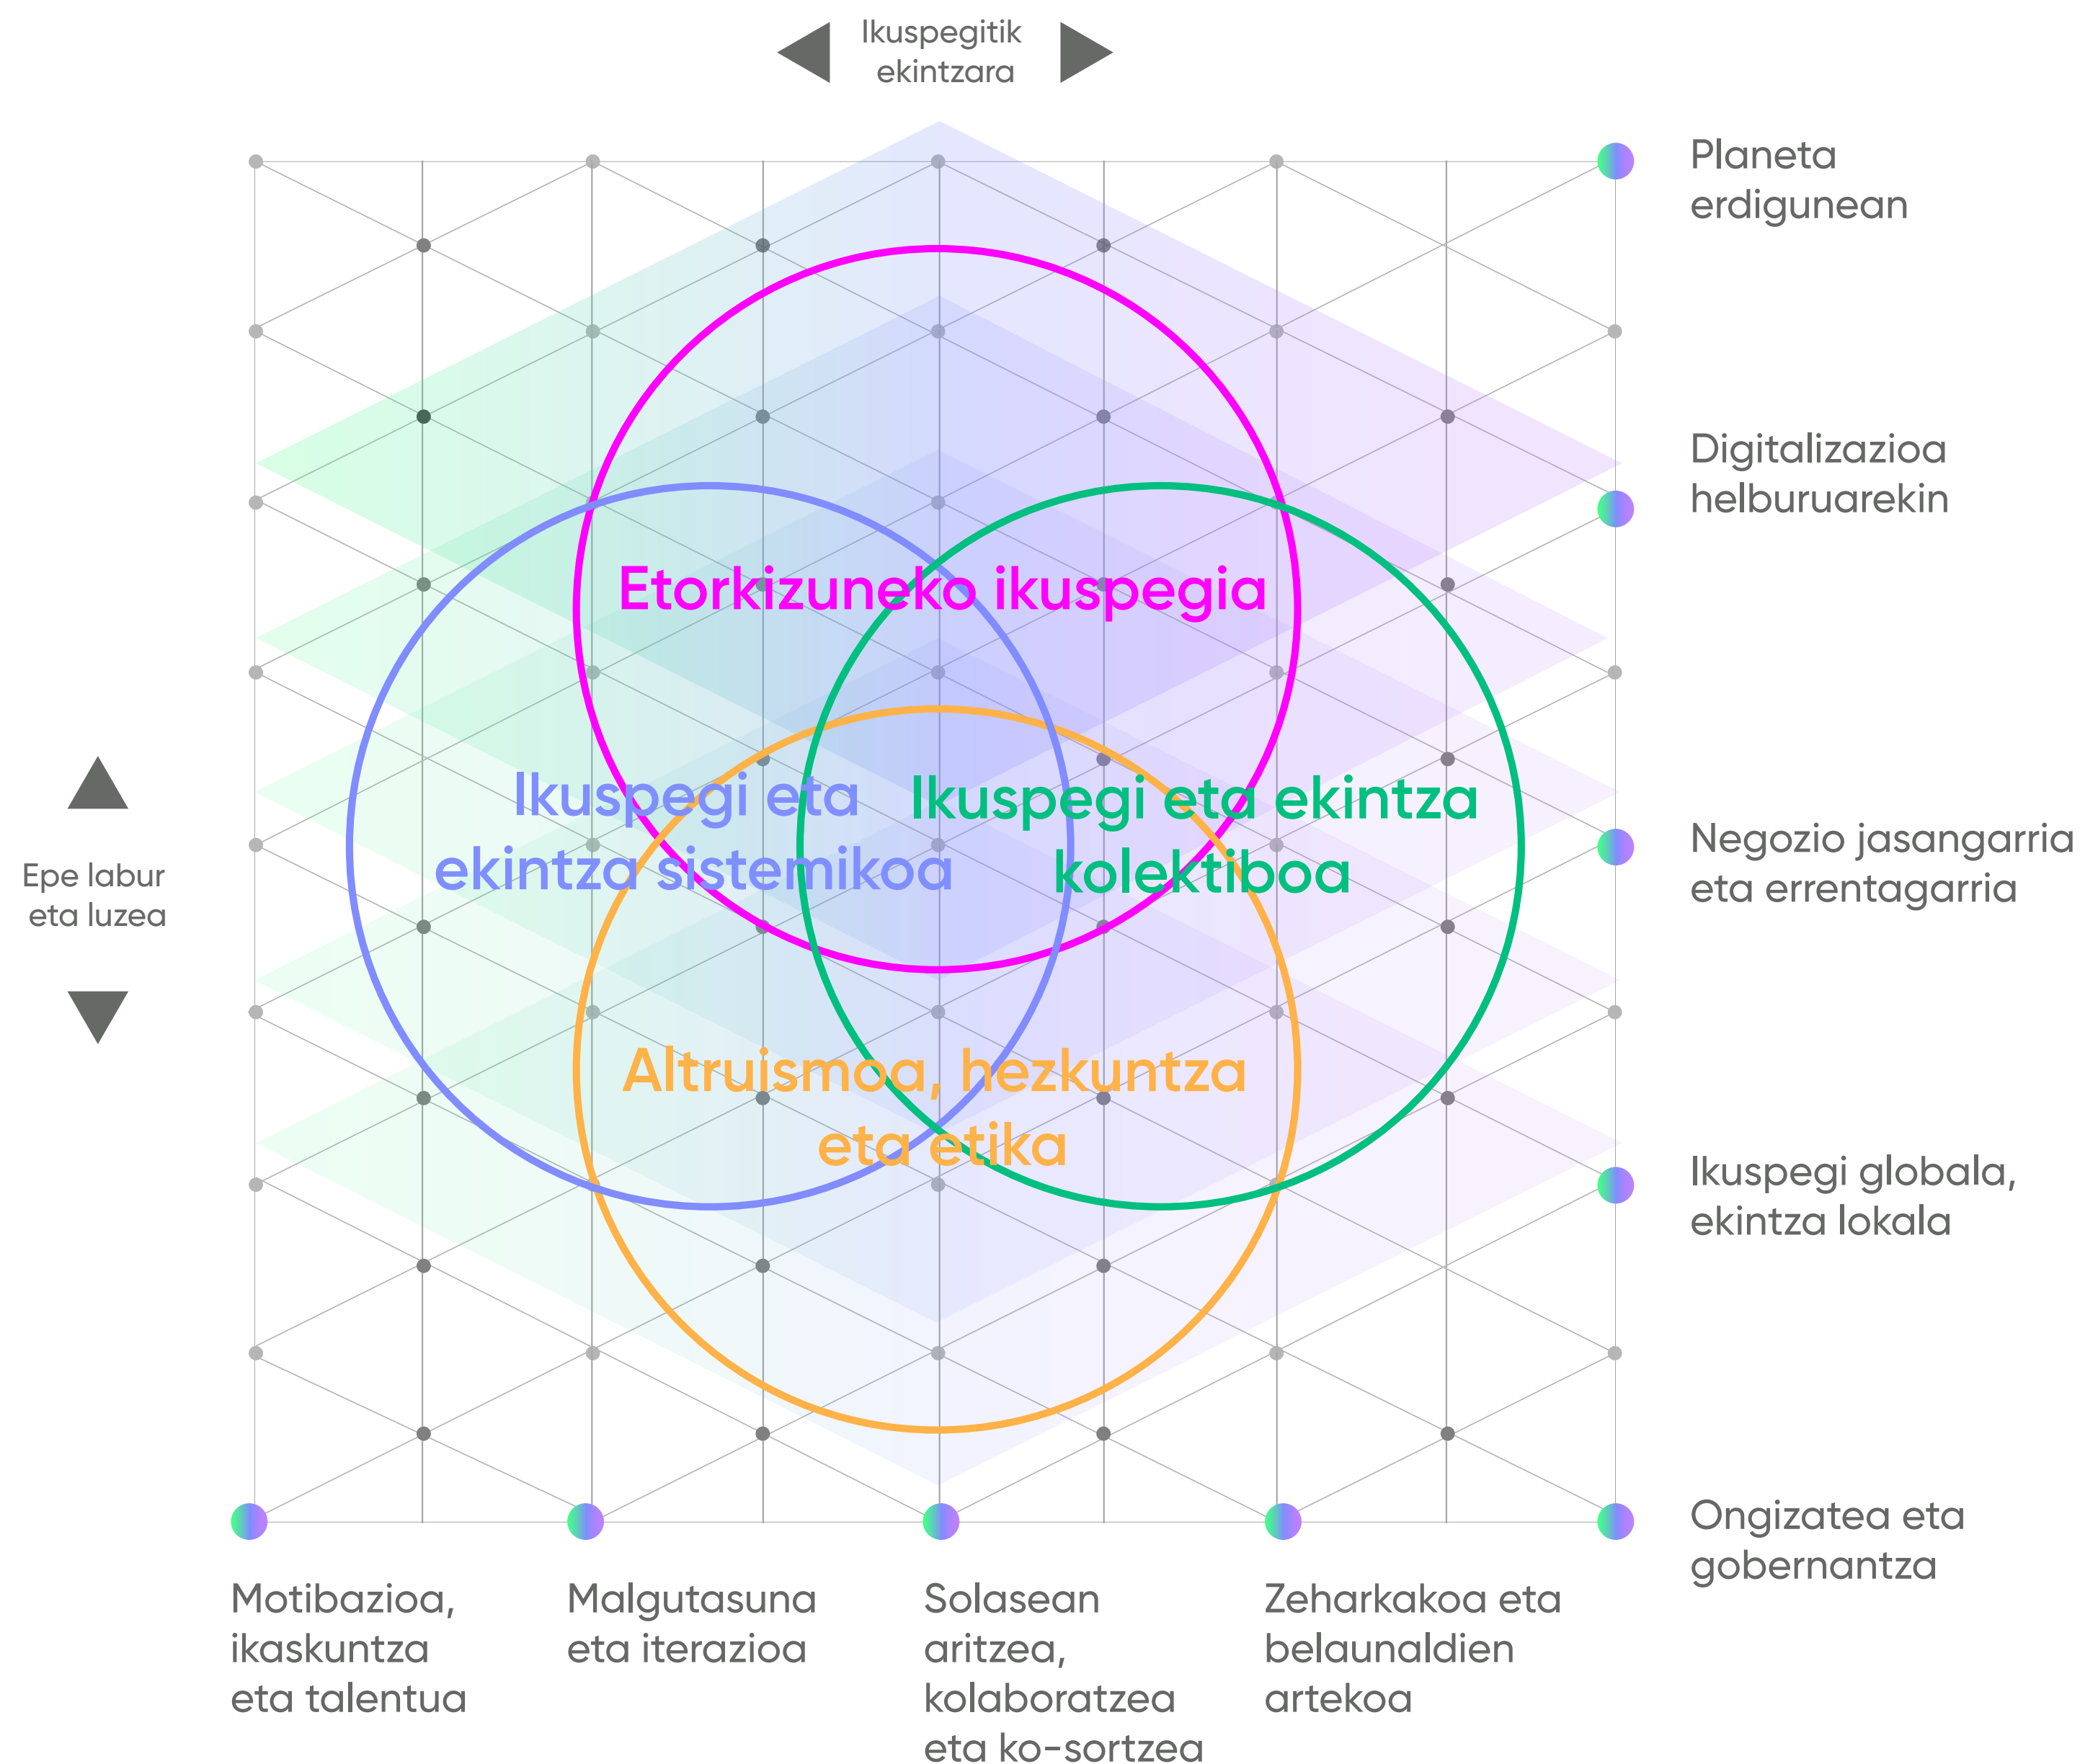 Ikuspegitik
ekintzara
Planeta
erdigunean
Digitalizazioa
helburuarekin
Etorkizuneko ikuspegia
Ikuspegi eta
ekintza sistemikoa
Ikuspegi eta ekintza
kolektiboa
Epe labur
eta luzea
Negozio jasangarria
eta errentagarria
Altruismoa, hezkuntza
eta etika
Ikuspegi globala,
ekintza lokala
Ongizatea eta
gobernantza
Motibazioa,
ikaskuntza
eta talentua
Malgutasuna
eta iterazioa
Solasean
aritzea,
kolaboratzea
eta ko-sortzea
Zeharkakoa eta
belaunaldien
artekoa